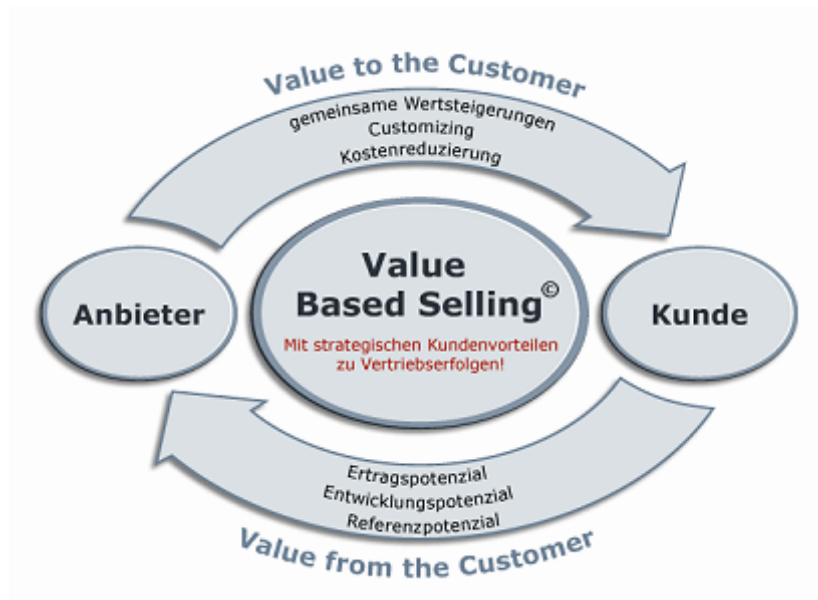 Value to the Customer
gemeinsame Wertsteigerungen
Customizing
Kostenreduzierung
Value
Based Selling©
Mit strategischen Kundenvorteilen
zu Vertriebserfolgen!
Anbieter
Kunde
Ertragspotenzial
Entwicklungspotenzial
Referenzpotenzial
Value from the Customer